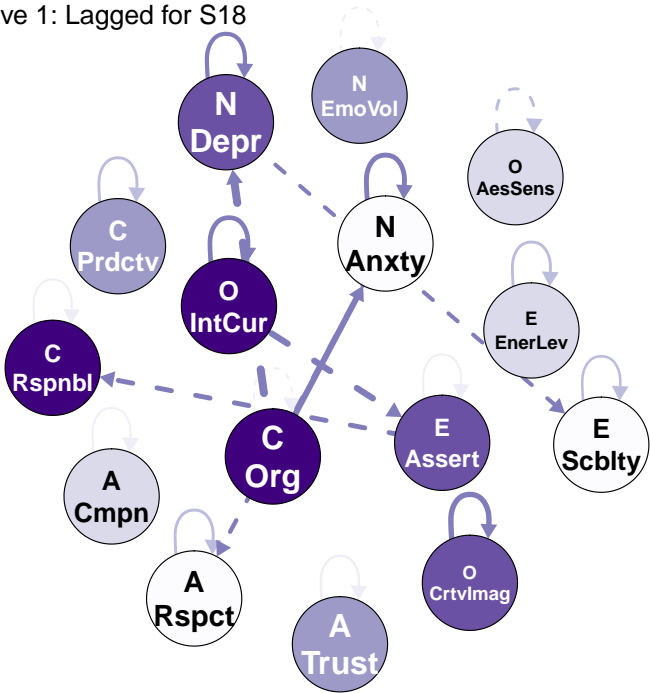 ve 1: Lagged for S18
N
EmoVol
N
Depr
O
AesSens
C
Prdctv
N
Anxty
O
IntCur
E
EnerLev
C
Rspnbl
C
Org
E
Assert
E
Scblty
A
Cmpn
O
CrtvImag
A
Rspct
A
Trust